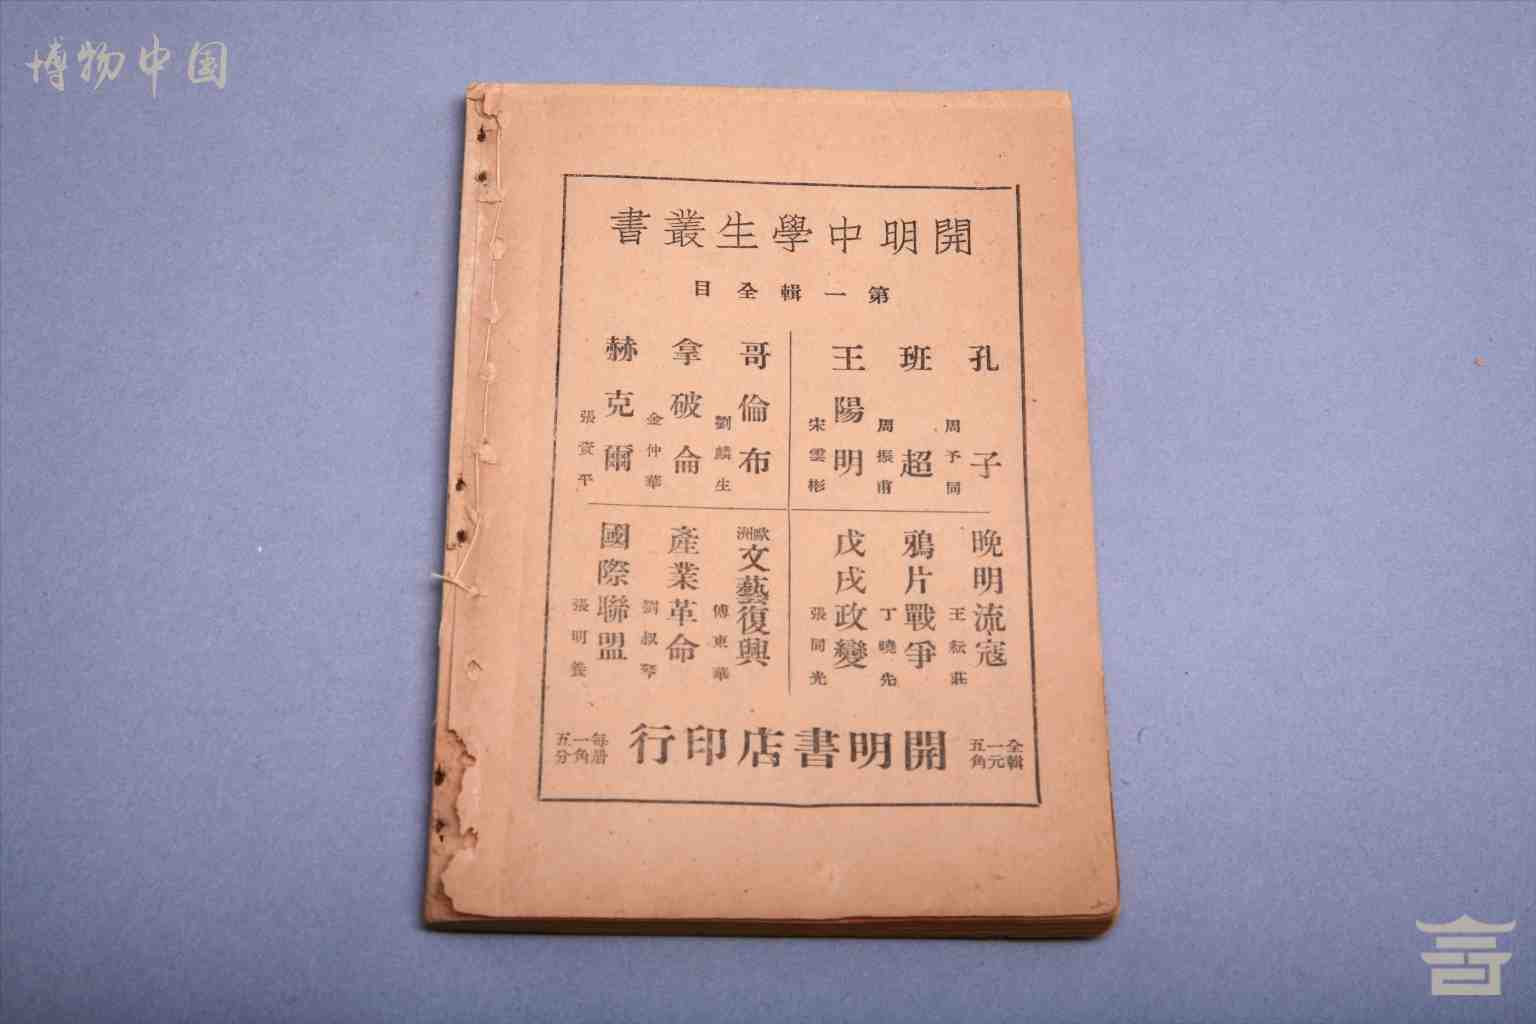 博物中国
開明中學生叢書
第一輯全目
孔子
周予同
班超
周振甫
王陽明
宋雲彬
哥倫布
劉麟生
拿破侖
金仲華
赫克爾
張資平
晚明流寇
王紜莊
鴉片戰爭
丁曉先
戊戌政變
張同光
歐洲文藝復興
傅東華
產業革命
劉叔琴
國際聯盟
張明養
全輯一元五角
開明書店印行
每冊一角五分